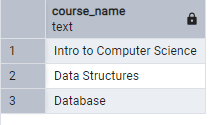 course_name
text
1 Intro to Computer Science
2 Data Structures
3 Database